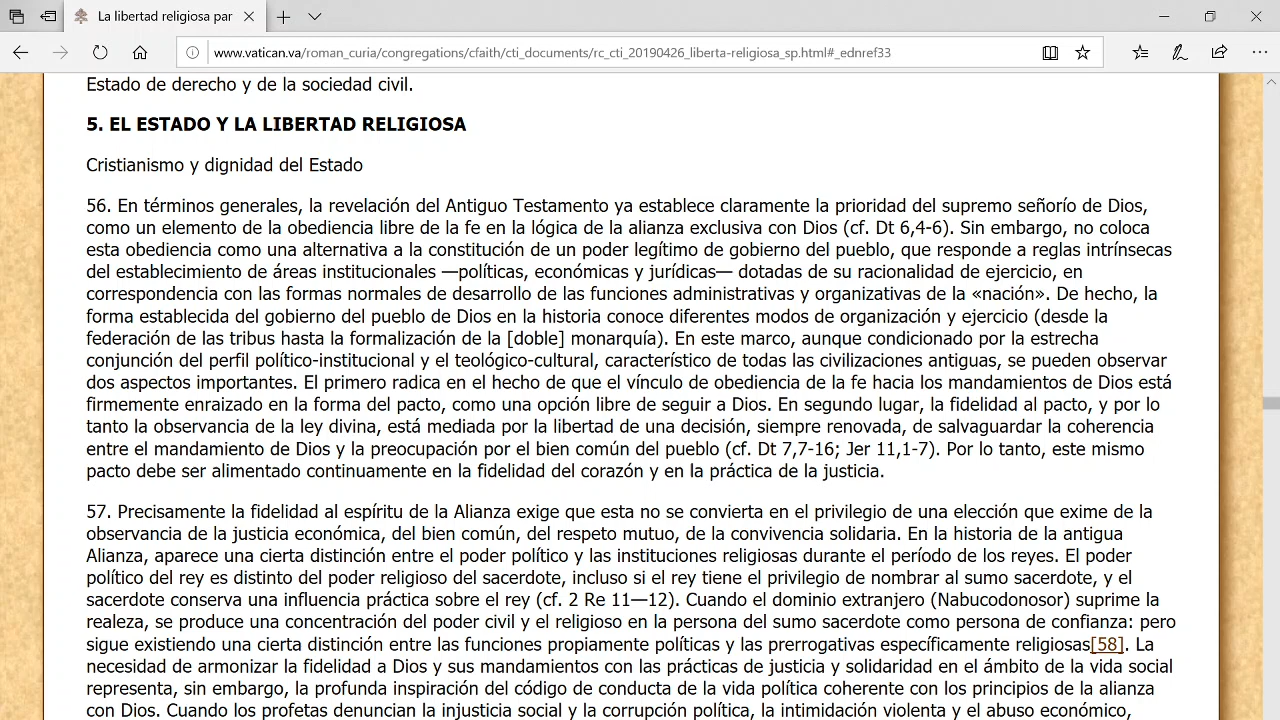 La libertad religiosa par
www.vatican.va/roman_curia/congregations/cfaith/cti_documents/rc_cti_20190426_liberta-religiosa_sp.html#_ednref33
Estado de derecho y de la sociedad civil.
5. EL ESTADO Y LA LIBERTAD RELIGIOSA
Cristianismo y dignidad del Estado
56. En términos generales, la revelación del Antiguo Testamento ya establece claramente la prioridad del supremo señorío de Dios,
como un elemento de la obediencia libre de la fe en la lógica de la alianza exclusiva con Dios (cf. Dt 6,4-6). Sin embargo, no coloca
esta obediencia como una alternativa a la constitución de un poder legítimo de gobierno del pueblo, que responde a reglas intrínsecas
del establecimiento de áreas institucionales —políticas, económicas y jurídicas— dotadas de su racionalidad de ejercicio, en
correspondencia con las formas normales de desarrollo de las funciones administrativas y organizativas de la «nación». De hecho, la
forma establecida del gobierno del pueblo de Dios en la historia conoce diferentes modos de organización y ejercicio (desde la
federación de las tribus hasta la formalización de la [doble] monarquía). En este marco, aunque condicionado por la estrecha
conjunción del perfil político-institucional y el teológico-cultural, característico de todas las civilizaciones antiguas, se pueden observar
dos aspectos importantes. El primero radica en el hecho de que el vínculo de obediencia de la fe hacia los mandamientos de Dios está
firmemente enraizado en la forma del pacto, como una opción libre de seguir a Dios. En segundo lugar, la fidelidad al pacto, y por lo
tanto la observancia de la ley divina, está mediada por la libertad de una decisión, siempre renovada, de salvaguardar la coherencia
entre el mandamiento de Dios y la preocupación por el bien común del pueblo (cf. Dt 7,7-16; Jer 11,1-7). Por lo tanto, este mismo
pacto debe ser alimentado continuamente en la fidelidad del corazón y en la práctica de la justicia.
57. Precisamente la fidelidad al espíritu de la Alianza exige que esta no se convierta en el privilegio de una elección que exime de la
observancia de la justicia económica, del bien común, del respeto mutuo, de la convivencia solidaria. En la historia de la antigua
Alianza, aparece una cierta distinción entre el poder político y las instituciones religiosas durante el período de los reyes. El poder
político del rey es distinto del poder religioso del sacerdote, incluso si el rey tiene el privilegio de nombrar al sumo sacerdote, y el
sacerdote conserva una influencia práctica sobre el rey (cf. 2 Re 11—12). Cuando el dominio extranjero (Nabucodonosor) suprime la
realeza, se produce una concentración del poder civil y el religioso en la persona del sumo sacerdote como persona de confianza: pero
sigue existiendo una cierta distinción entre las funciones propiamente políticas y las prerrogativas específicamente religiosas[58]. La
necesidad de armonizar la fidelidad a Dios y sus mandamientos con las prácticas de justicia y solidaridad en el ámbito de la vida social
representa, sin embargo, la profunda inspiración del código de conducta de la vida política coherente con los principios de la alianza
con Dios. Cuando los profetas denuncian la injusticia social y la corrupción política, la intimidación violenta y el abuso económico,